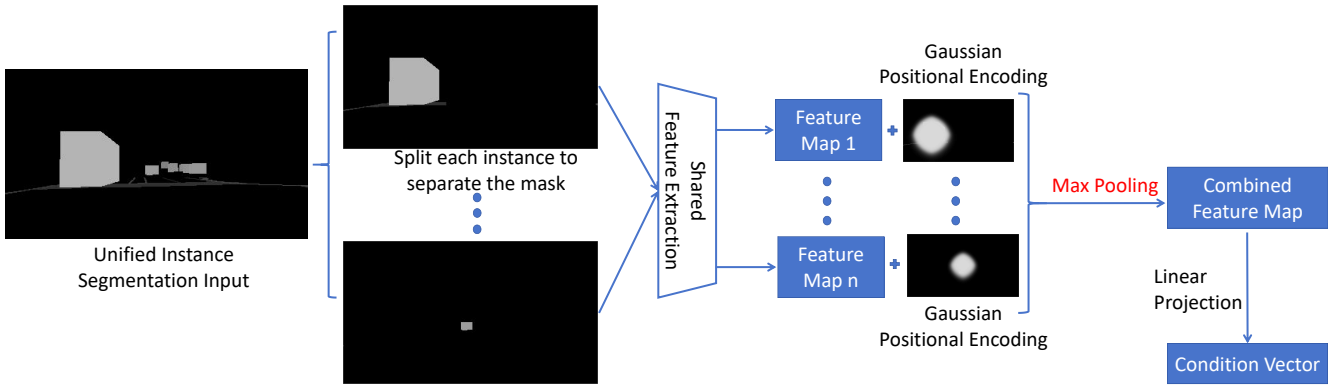 Unified Instance
Segmentation Input
Split each instance to
separate the mask
Shared
Feature Extraction
Feature
Map 1
+
Gaussian
Positional Encoding
Feature
Map n
+
Gaussian
Positional Encoding
Max Pooling
Combined
Feature Map
Linear
Projection
Condition Vector